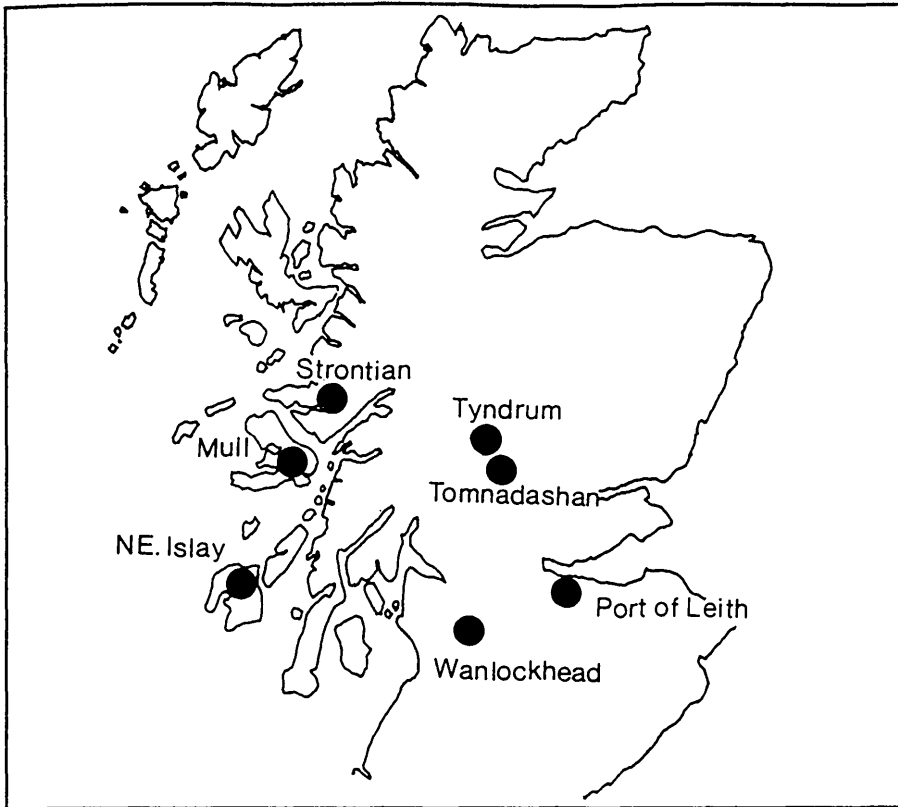 Strontian
Tyndrum
Mull
Tomnadashan
NE. Islay
Port of Leith
Wanlockhead